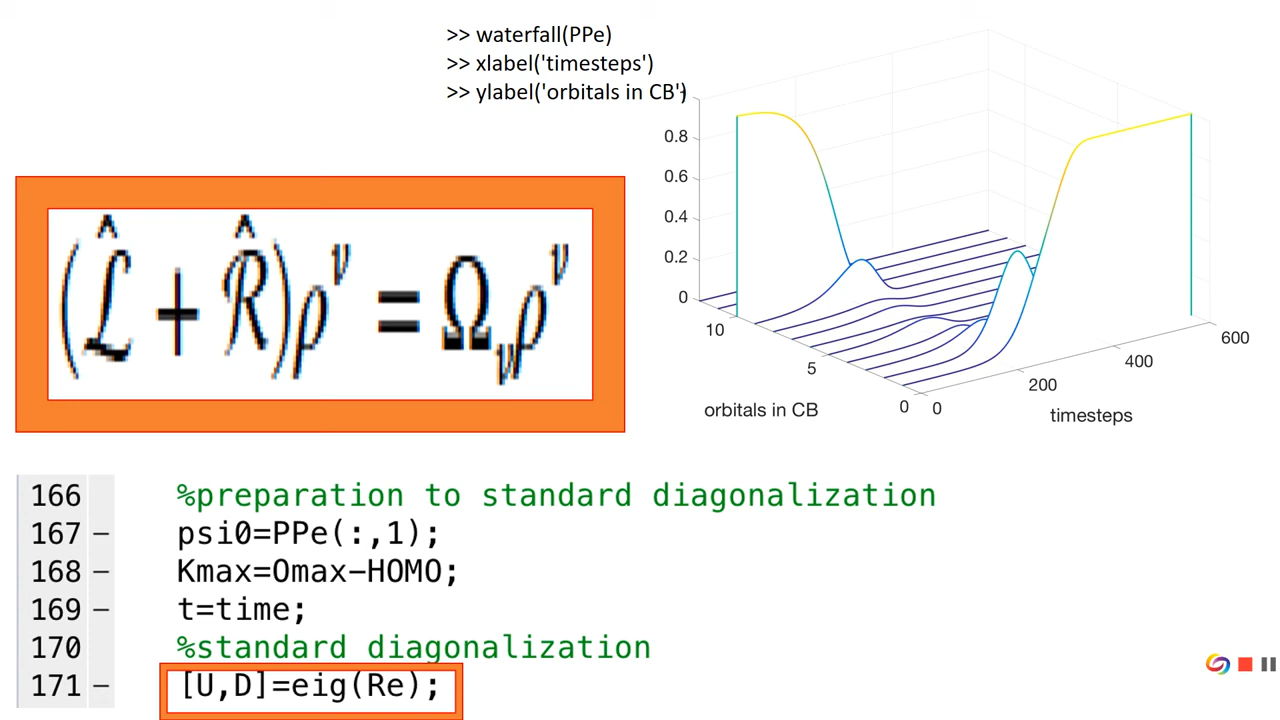 >> waterfall(PPe)
>> xlabel('timesteps')
>> ylabel('orbitals in CB')
1
0.8
0.6
0.4
0.2
0
10
5
0
0
200
400
600
orbitals in CB
timesteps
(ℒ̂ + ℛ̂)ρ^ν = Ω_νρ^ν
166 %preparation to standard diagonalization
167 – psi0=PPe(:,1);
168 – Kmax=Omax-HOMO;
169 – t=time;
170 %standard diagonalization
171 – [U,D]=eig(Re);